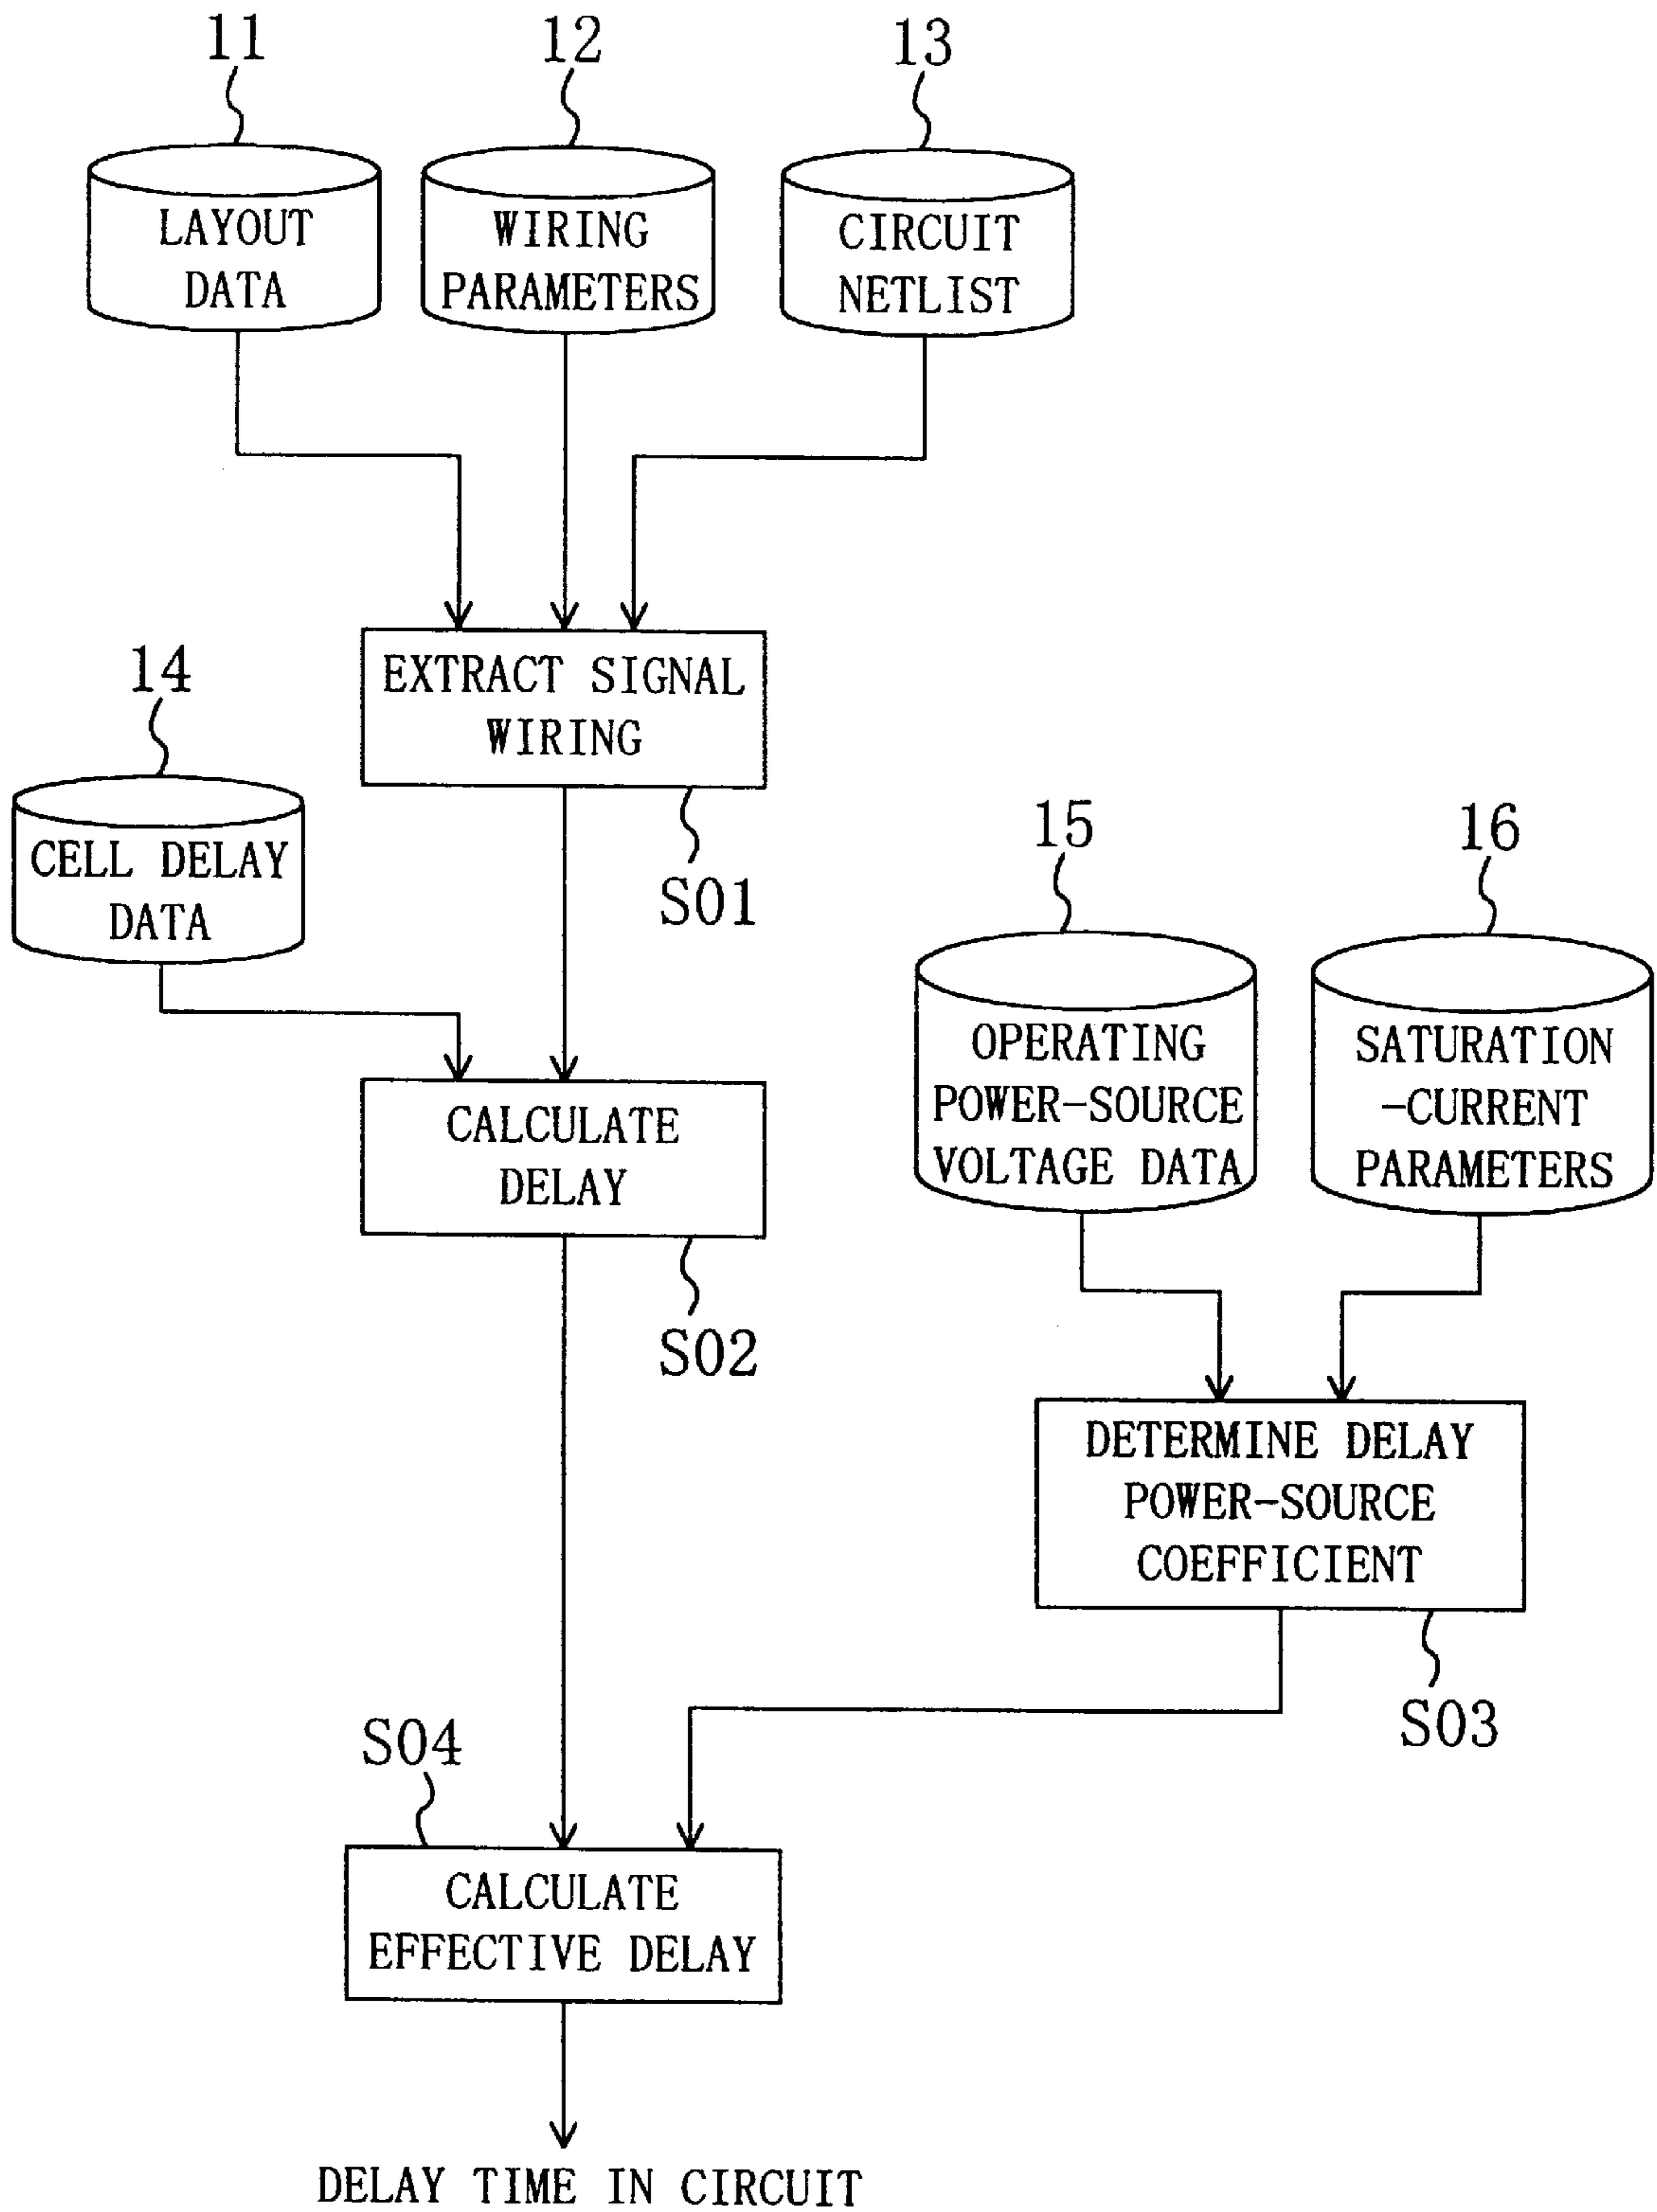 11
12
13
LAYOUT
DATA
WIRING
PARAMETERS
CIRCUIT
NETLIST
EXTRACT SIGNAL
WIRING
S01
14
CELL DELAY
DATA
15
16
OPERATING
POWER-SOURCE
VOLTAGE DATA
SATURATION
-CURRENT
PARAMETERS
CALCULATE
DELAY
S02
DETERMINE DELAY
POWER-SOURCE
COEFFICIENT
S03
S04
CALCULATE
EFFECTIVE DELAY
DELAY TIME IN CIRCUIT